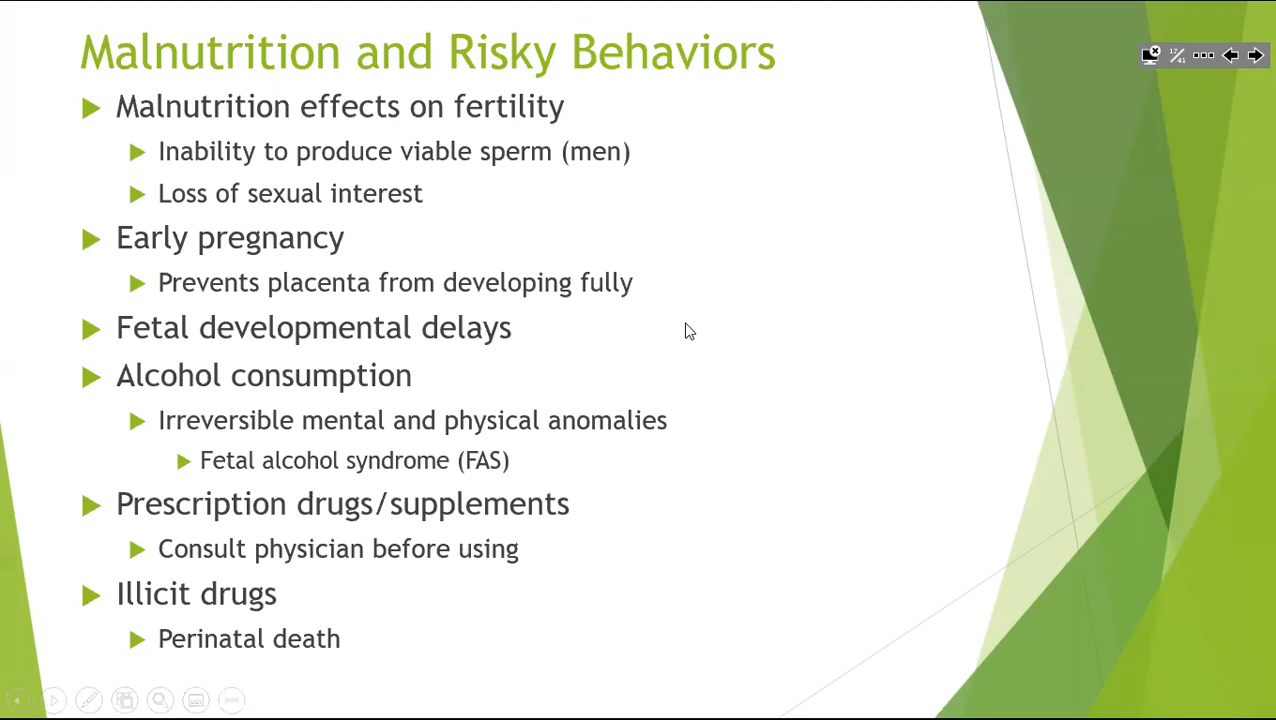 Malnutrition and Risky Behaviors
17/41
Malnutrition effects on fertility
Inability to produce viable sperm (men)
Loss of sexual interest
Early pregnancy
Prevents placenta from developing fully
Fetal developmental delays
Alcohol consumption
Irreversible mental and physical anomalies
Fetal alcohol syndrome (FAS)
Prescription drugs/supplements
Consult physician before using
Illicit drugs
Perinatal death